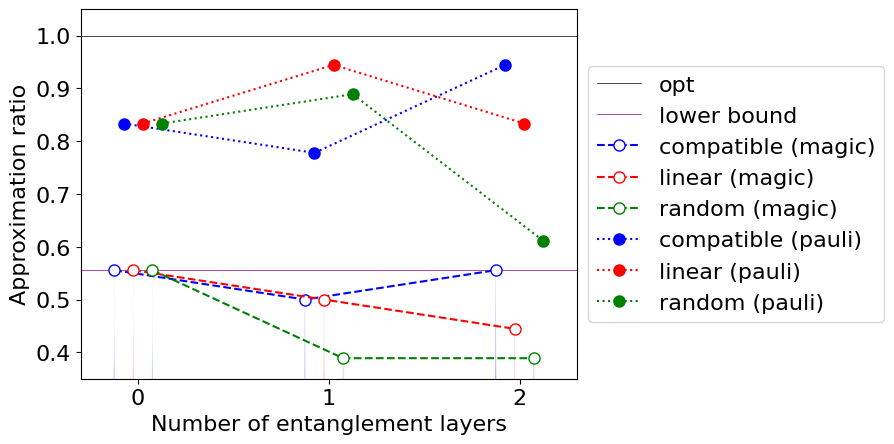 1.0
0.9
0.8
0.7
0.6
0.5
0.4
Approximation ratio
0 1 2
Number of entanglement layers
opt
lower bound
compatible (magic)
linear (magic)
random (magic)
compatible (pauli)
linear (pauli)
random (pauli)